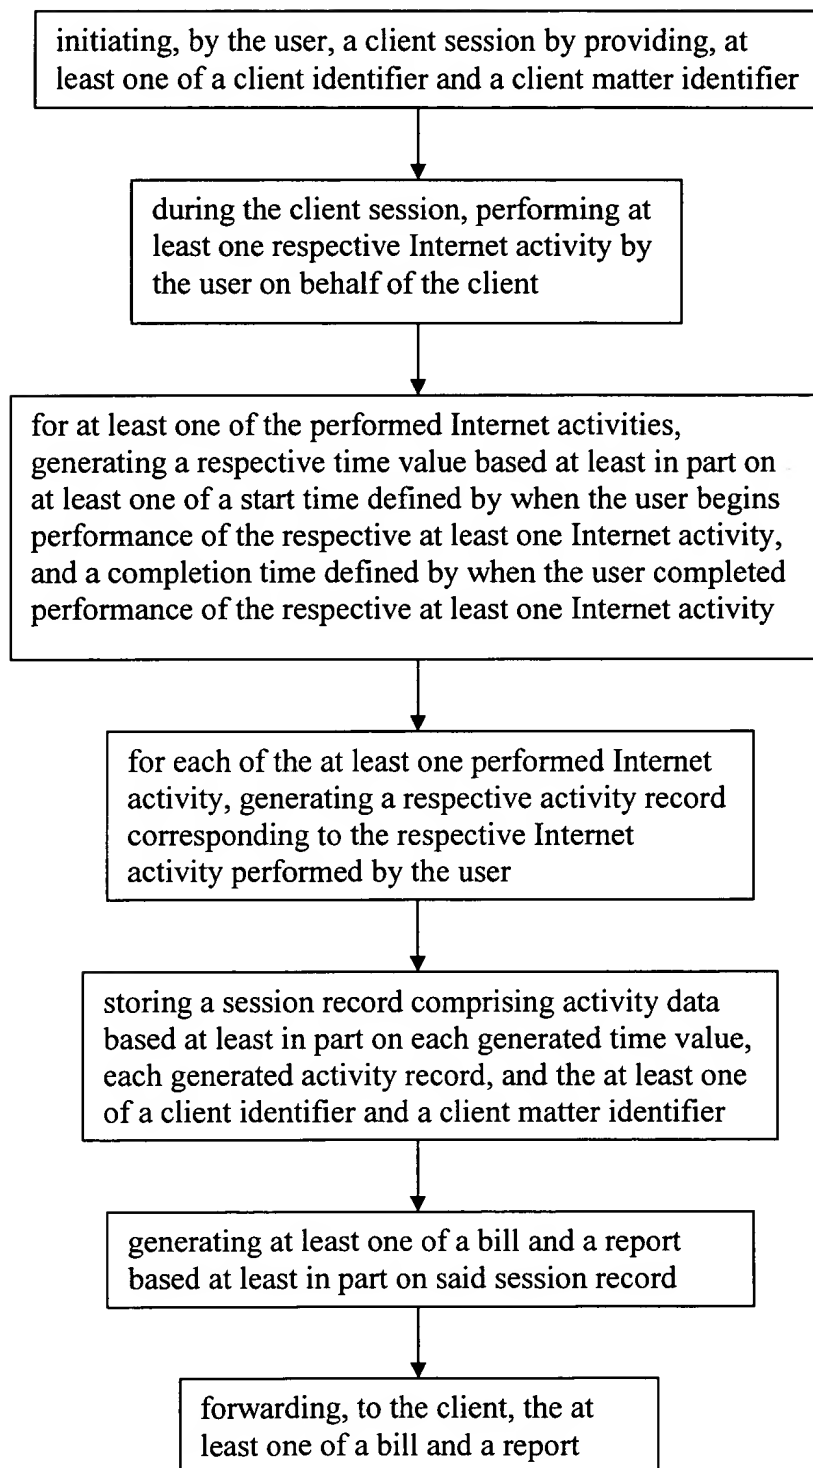 initiating, by the user, a client session by providing, at
least one of a client identifier and a client matter identifier
during the client session, performing at
least one respective Internet activity by
the user on behalf of the client
for at least one of the performed Internet activities,
generating a respective time value based at least in part on
at least one of a start time defined by when the user begins
performance of the respective at least one Internet activity,
and a completion time defined by when the user completed
performance of the respective at least one Internet activity
for each of the at least one performed Internet
activity, generating a respective activity record
corresponding to the respective Internet
activity performed by the user
storing a session record comprising activity data
based at least in part on each generated time value,
each generated activity record, and the at least one
of a client identifier and a client matter identifier
generating at least one of a bill and a report
based at least in part on said session record
forwarding, to the client, the at
least one of a bill and a report